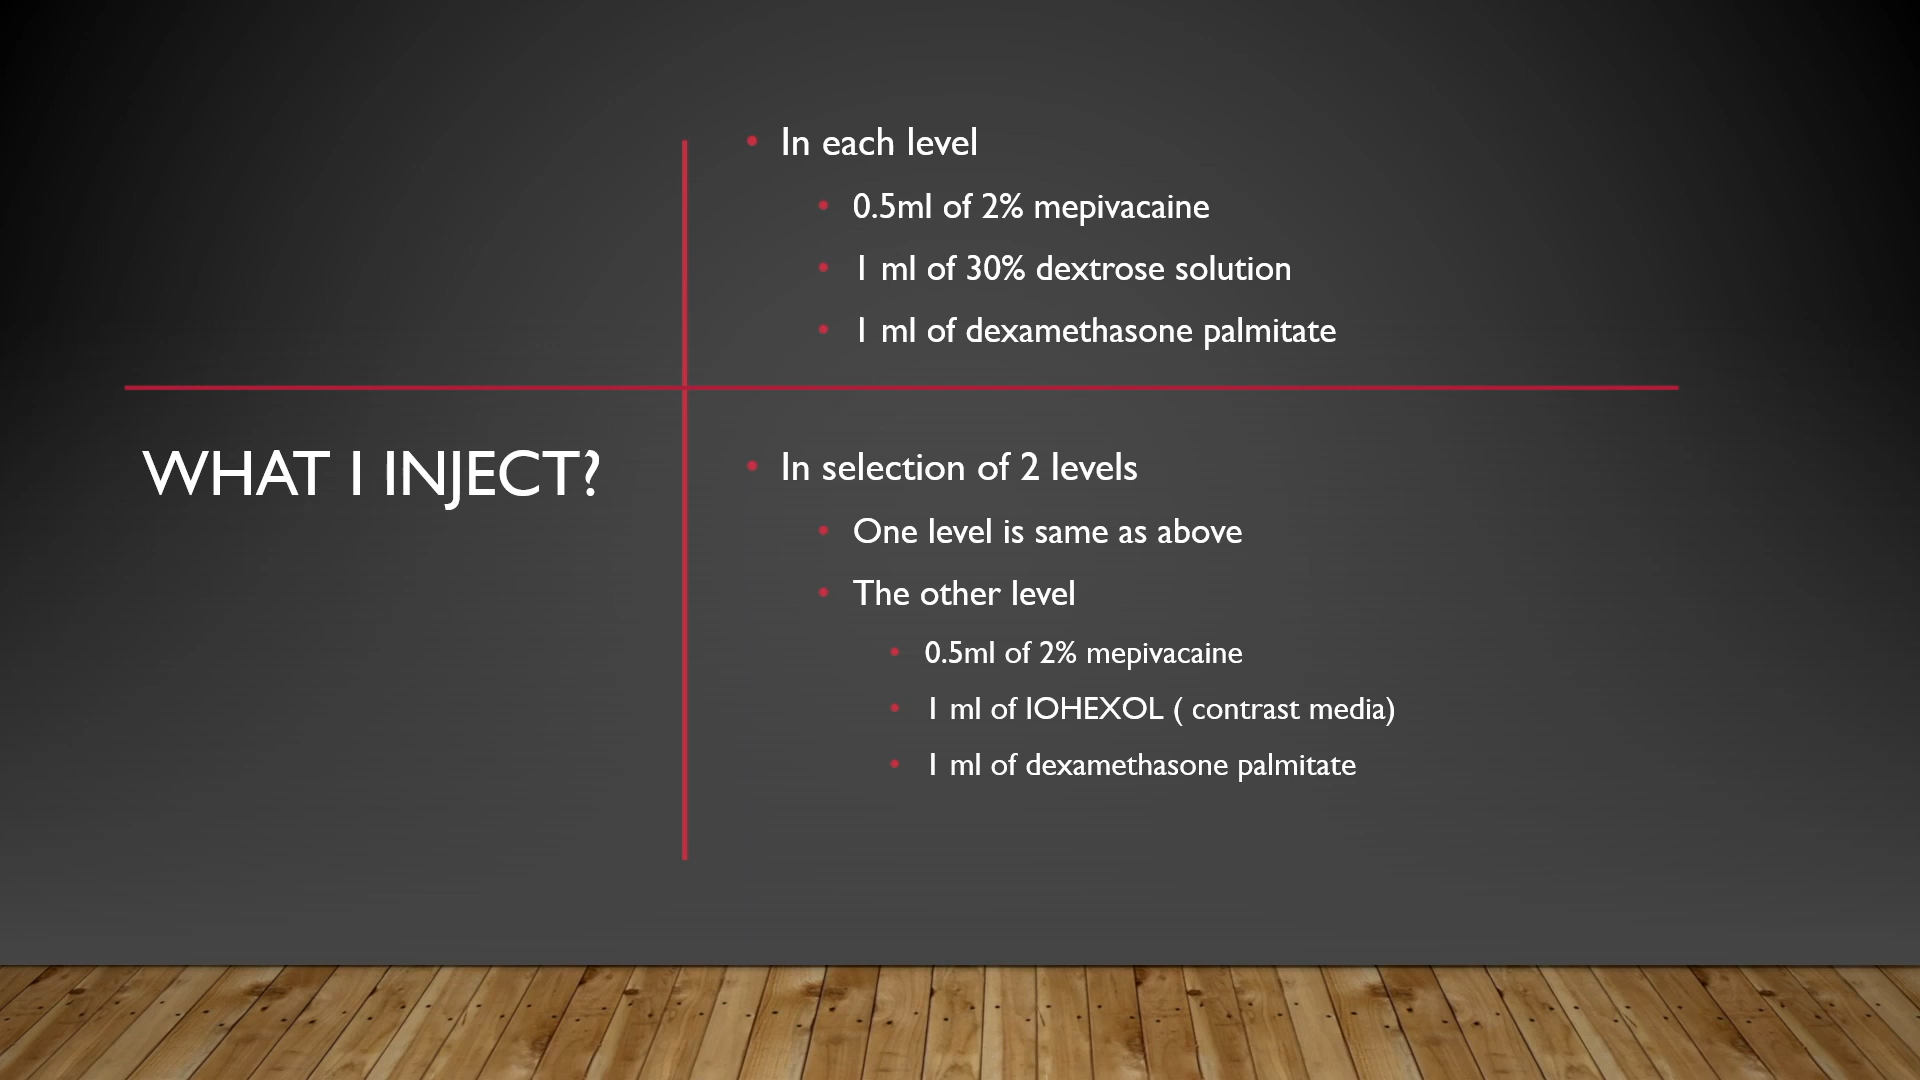 WHAT I INJECT?
In each level
0.5ml of 2% mepivacaine
1 ml of 30% dextrose solution
1 ml of dexamethasone palmitate
In selection of 2 levels
One level is same as above
The other level
0.5ml of 2% mepivacaine
1 ml of IOHEXOL ( contrast media)
1 ml of dexamethasone palmitate